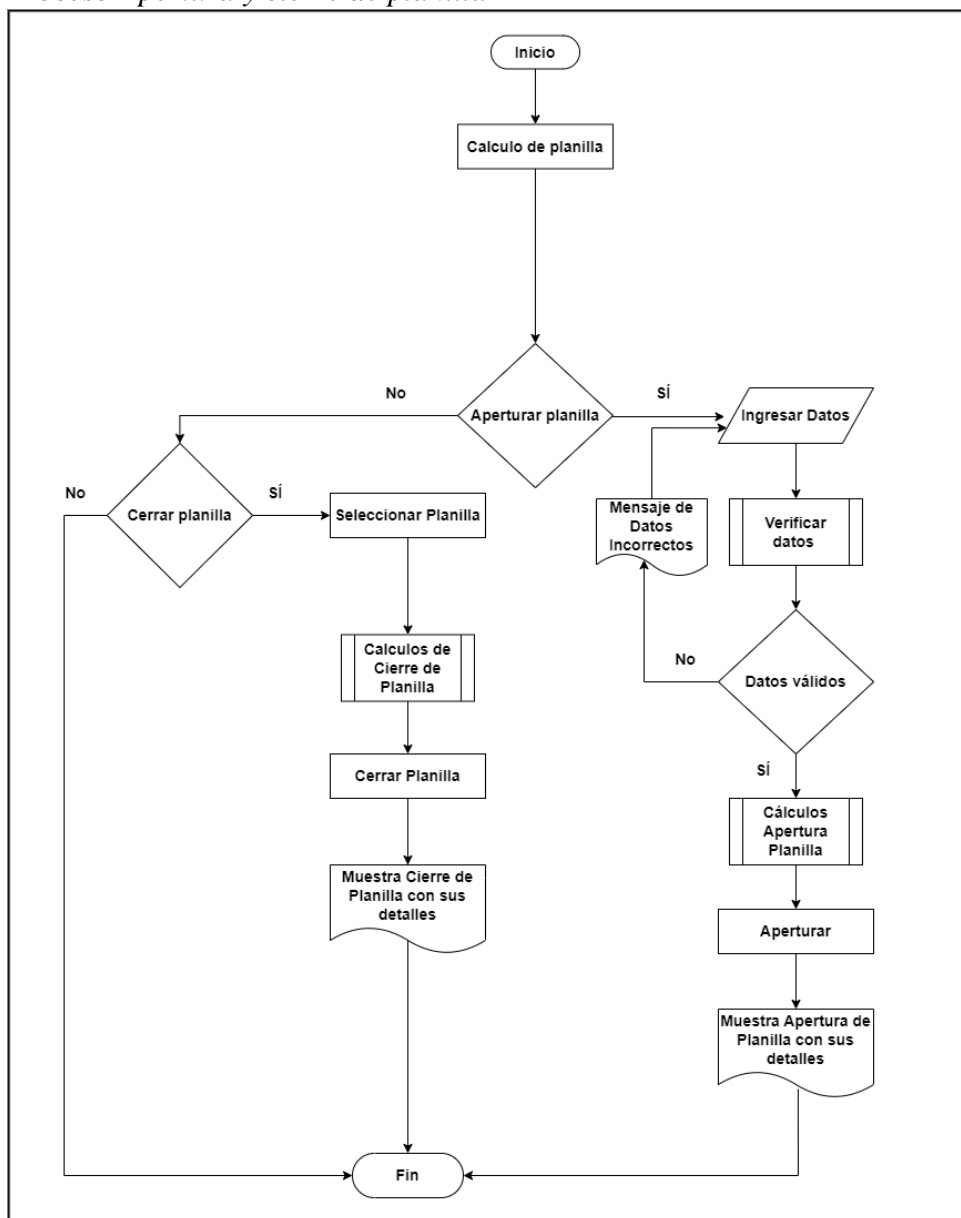 Inicio
Calculo de planilla
No
Aperturar planilla
SÍ
Ingresar Datos
No
Cerrar planilla
SÍ
Seleccionar Planilla
Mensaje de
Datos
Incorrectos
Verificar
datos
Calculos de
Cierre de
Planilla
No
Datos válidos
Cerrar Planilla
SÍ
Cálculos
Apertura
Planilla
Muestra Cierre de
Planilla con sus
detalles
Aperturar
Muestra Apertura de
Planilla con sus
detalles
Fin